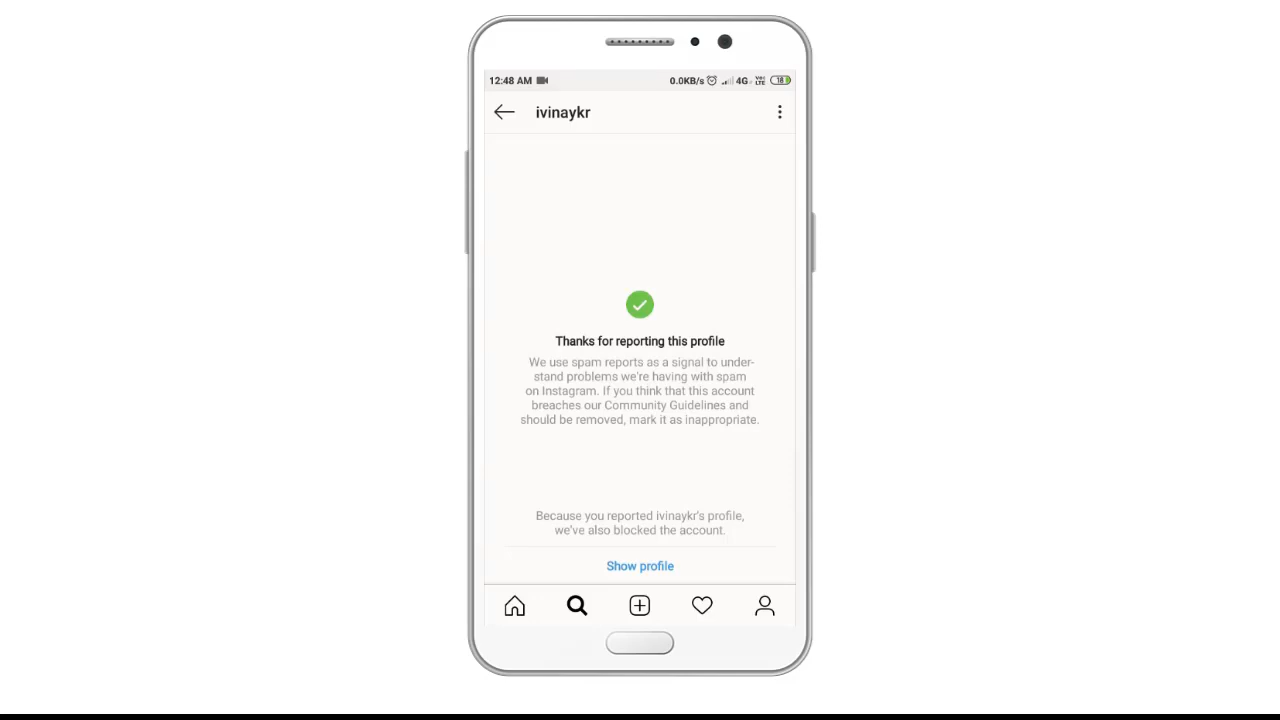 12:48 AM 0.0KB/s 4G Vo) LTE 18
ivinaykr
Thanks for reporting this profile
We use spam reports as a signal to under-
stand problems we're having with spam
on Instagram. If you think that this account
breaches our Community Guidelines and
should be removed, mark it as inappropriate.
Because you reported ivinaykr's profile,
we've also blocked the account.
Show profile